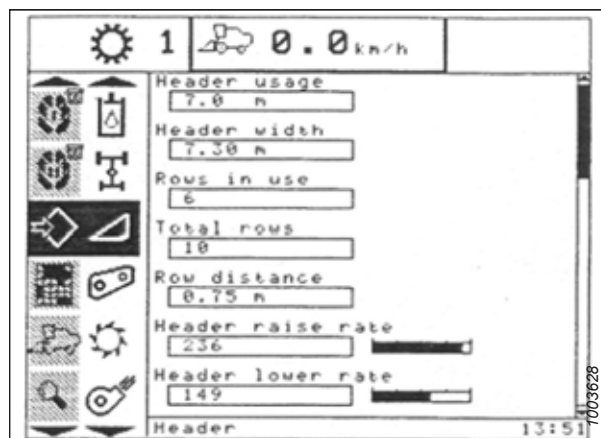 1 0.0 km/h
Header usage
7.0 m
Header width
7.30 m
Rows in use
6
Total rows
10
Row distance
0.75 m
Header raise rate
236
Header lower rate
149
Header 13:51
1003628